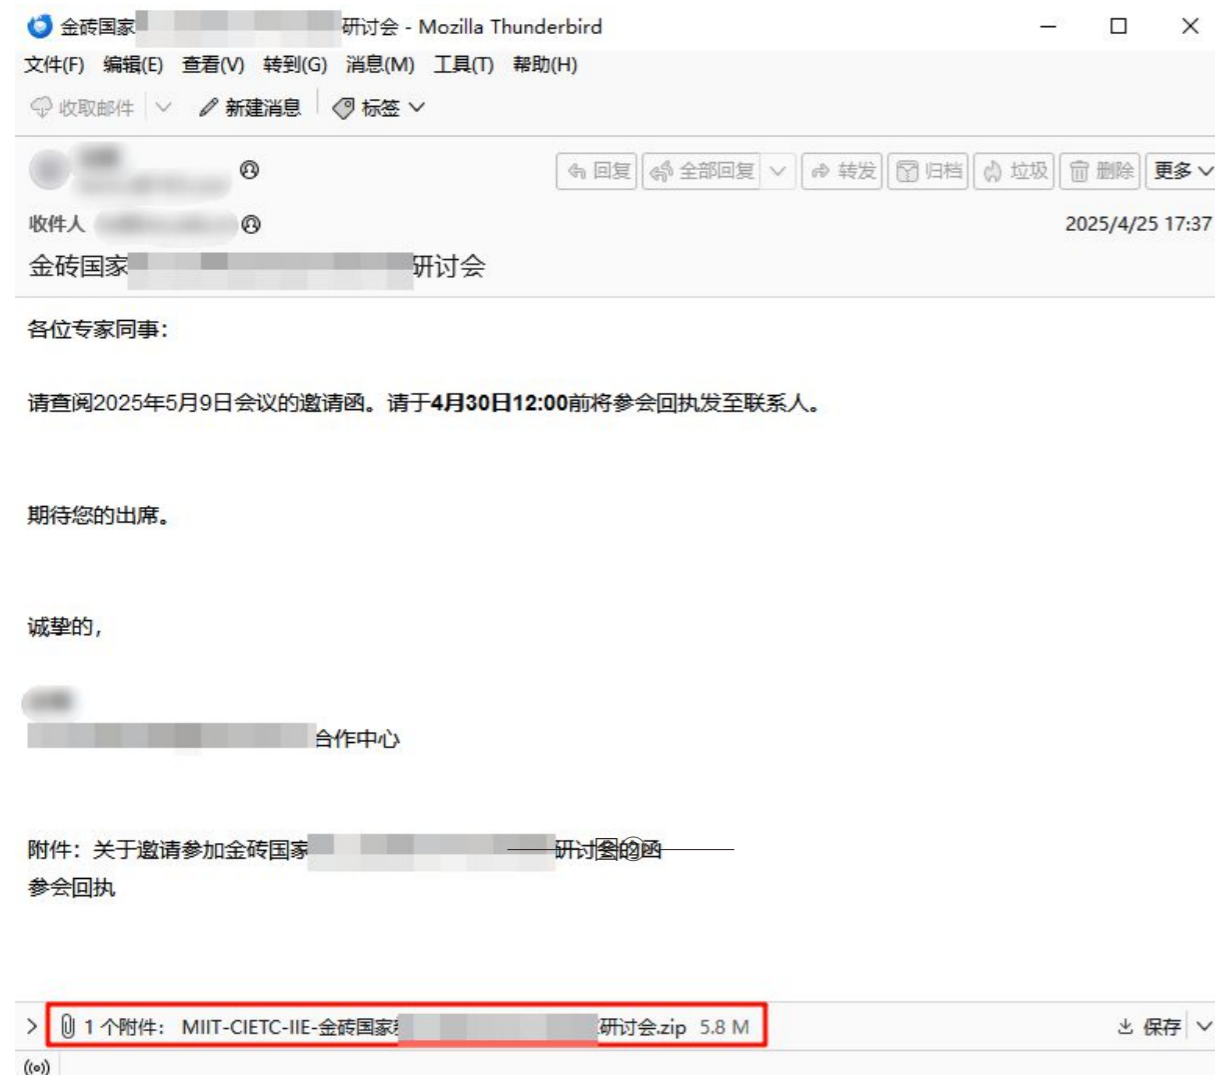 金砖国家 研讨会 - Mozilla Thunderbird
文件(F) 编辑(E) 查看(V) 转到(G) 消息(M) 工具(T) 帮助(H)
收取邮件 新建消息 标签
回复 全部回复 转发 归档 垃圾 删除 更多
收件人 2025/4/25 17:37
金砖国家 研讨会
各位专家同事：
请查阅2025年5月9日会议的邀请函。请于4月30日12:00前将参会回执发至联系人。
期待您的出席。
诚挚的，
合作中心
附件：关于邀请参加金砖国家 研讨会的函
参会回执
1 个附件： MIIT-CIETC-IIE-金砖国家 研讨会.zip 5.8 M 保存